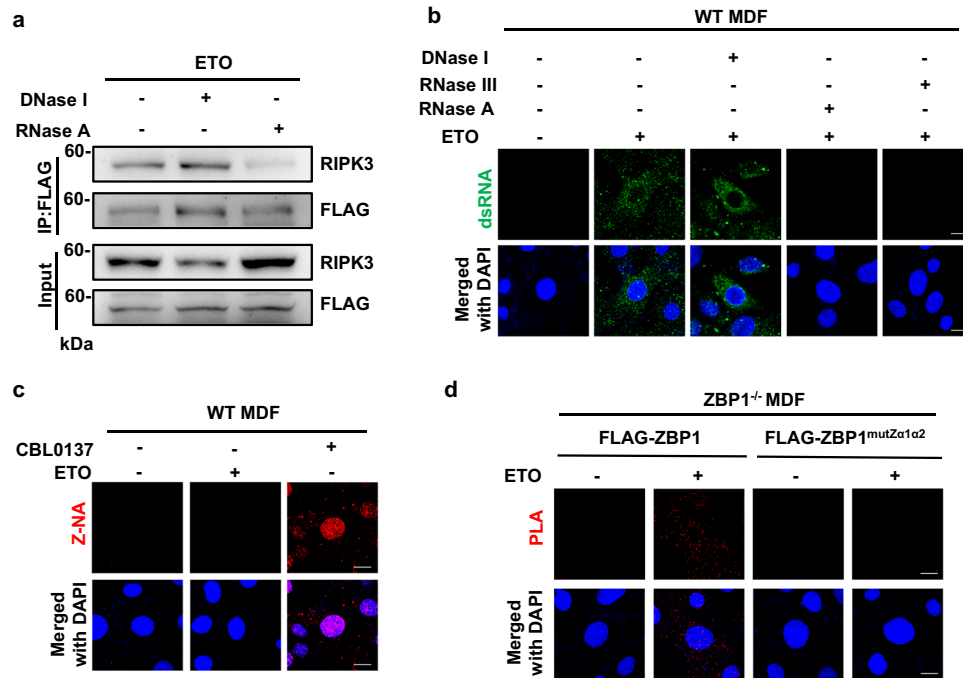 a
ETO
DNase I - + -
RNase A - - +
IP:FLAG
60- RIPK3
60- FLAG
Input
60- RIPK3
60- FLAG
kDa
b
WT MDF
DNase I - - + - -
RNase III - - - - +
RNase A - - - + -
ETO - + + + +
dsRNA
Merged
with DAPI
c
WT MDF
CBL0137 - - +
ETO - + -
Z-NA
Merged
with DAPI
d
ZBP1-/- MDF
FLAG-ZBP1 FLAG-ZBP1mutZα1α2
ETO - + - +
PLA
Merged
with DAPI